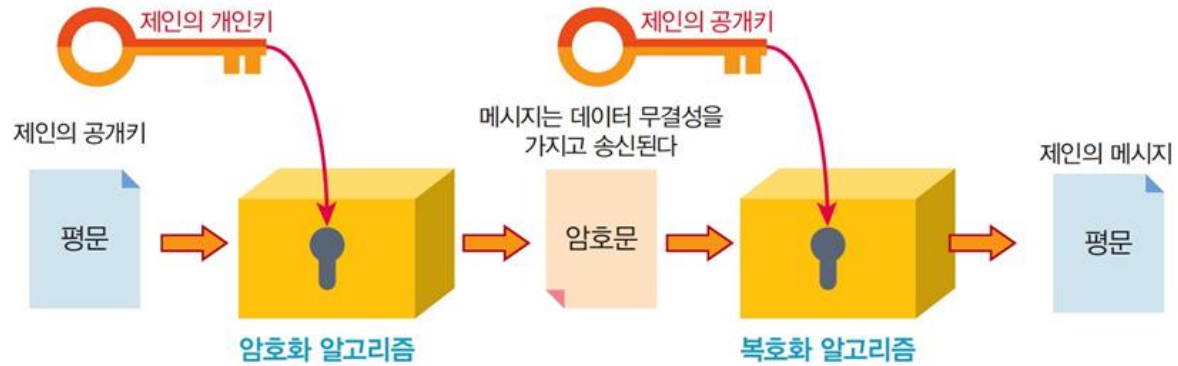 제인의 개인키
제인의 공개키
제인의 공개키
메시지는 데이터 무결성을
가지고 송신된다
제인의 메시지
평문
암호문
평문
암호화 알고리즘
복호화 알고리즘